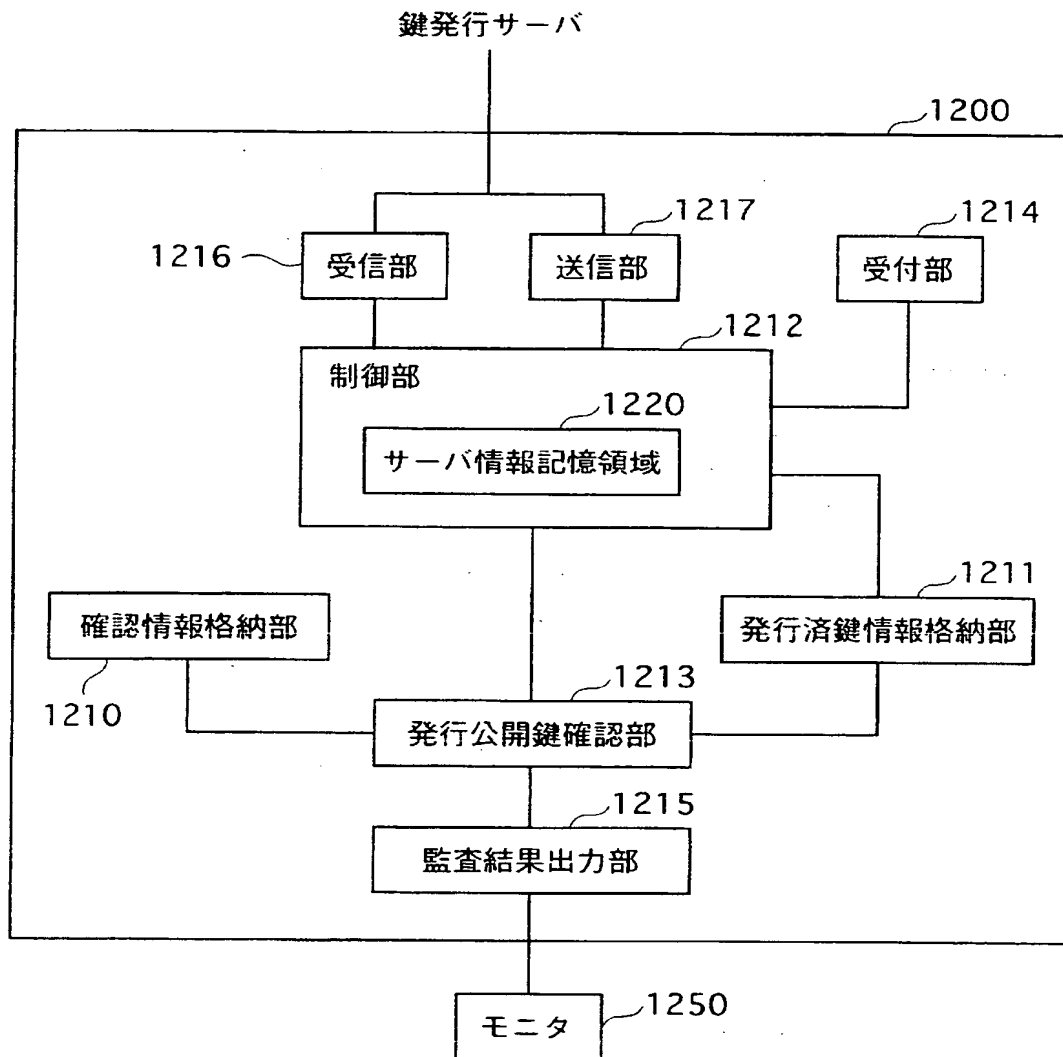 鍵発行サーバ
1200
1217
1214
1216
受信部
送信部
受付部
1212
制御部
1220
サーバ情報記憶領域
1211
確認情報格納部
発行済鍵情報格納部
1210
1213
発行公開鍵確認部
1215
監査結果出力部
モニタ
1250